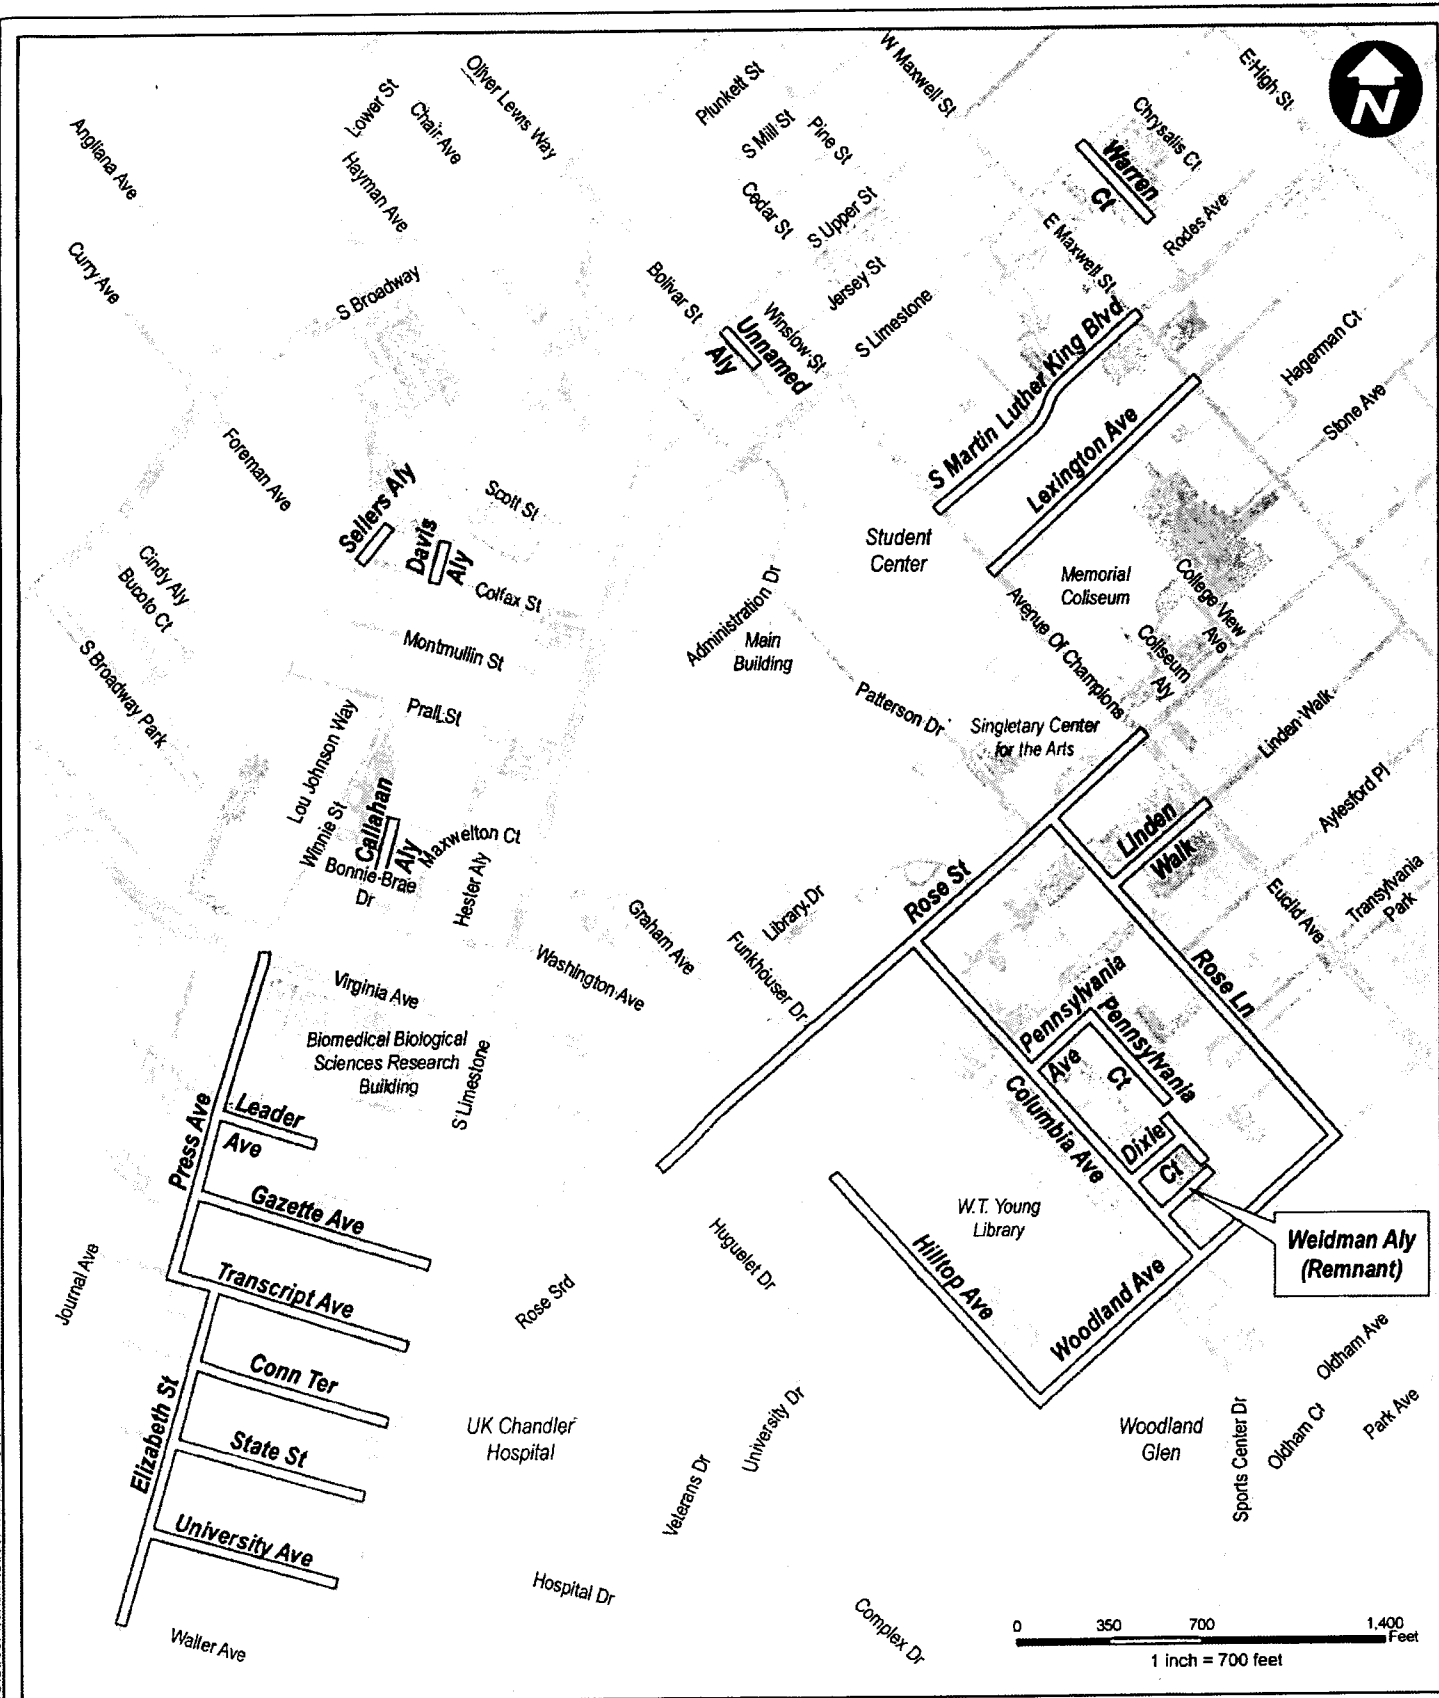 Angliana Ave
Lower St
Chair Ave
Oliver Lewis Way
Hayman Ave
Plunkett St
S Mill St
Pine St
W Maxwell St
E High St
N
Chrysalis Ct
Warren
Ct
Cedar St
S Upper St
E Maxwell St
Rodes Ave
Curry Ave
S Broadway
Bolivar St
Unnamed
Aly
Winslow St
Jersey St
S Limestone
S Martin Luther King Blvd
Lexington Ave
Hagerman Ct
Stone Ave
Foreman Ave
Sellers Aly
Davis
Aly
Scott St
Colfax St
Student
Center
Memorial
Coliseum
College View
Ave
Coliseum
Aly
Avenue Of Champions
Cindy Aly
Bucoto Ct
S Broadway Park
Montmullin St
Administration Dr
Main
Building
Patterson Dr
Singletary Center
for the Arts
Linden Walk
Prall St
Lou Johnson Way
Winnie St
Callahan
Aly
Maxwelton Ct
Bonnie Brae
Dr
Hester Aly
Linden
Walk
Aylesford Pl
Transylvania
Park
Euclid Ave
Rose St
Library Dr
Funkhouser Dr
Graham Ave
Washington Ave
Virginia Ave
Biomedical Biological
Sciences Research
Building
S Limestone
Rose Ln
Pennsylvania
Ave
Pennsylvania
Ct
Columbia Ave
Dixie
Ct
Press Ave
Leader
Ave
Gazette Ave
Transcript Ave
Journal Ave
W.T. Young
Library
Weidman Aly
(Remnant)
Huguelet Dr
Hilltop Ave
Woodland Ave
Rose Srd
Conn Ter
Elizabeth St
State St
University Ave
UK Chandler
Hospital
University Dr
Veterans Dr
Woodland
Glen
Sports Center Dr
Oldham Ave
Oldham Ct
Park Ave
Hospital Dr
Complex Dr
Waller Ave
0 350 700 1,400
Feet
1 inch = 700 feet